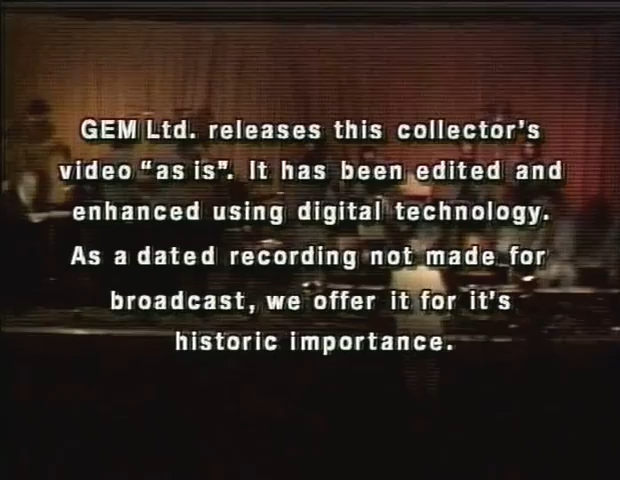 GEM Ltd. releases this collector's
video "as is". It has been edited and
enhanced using digital technology.
As a dated recording not made for
broadcast, we offer it for it's
historic importance.